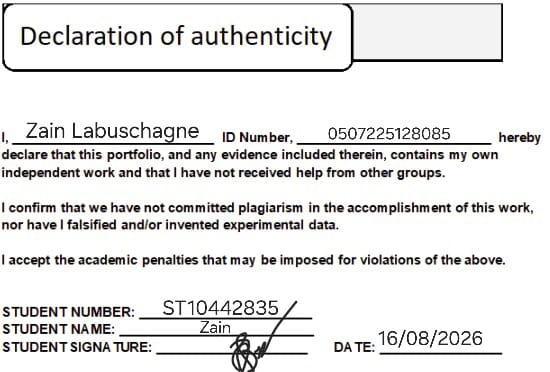 Declaration of authenticity
I, Zain Labuschagne ID Number, 0507225128085 hereby
declare that this portfolio, and any evidence included therein, contains my own
independent work and that I have not received help from other groups.
I confirm that we have not committed plagiarism in the accomplishment of this work,
nor have I falsified and/or invented experimental data.
I accept the academic penalties that may be imposed for violations of the above.
STUDENT NUMBER: ST10442835
STUDENT NAME: Zain
STUDENT SIGNATURE: DATE: 16/08/2026